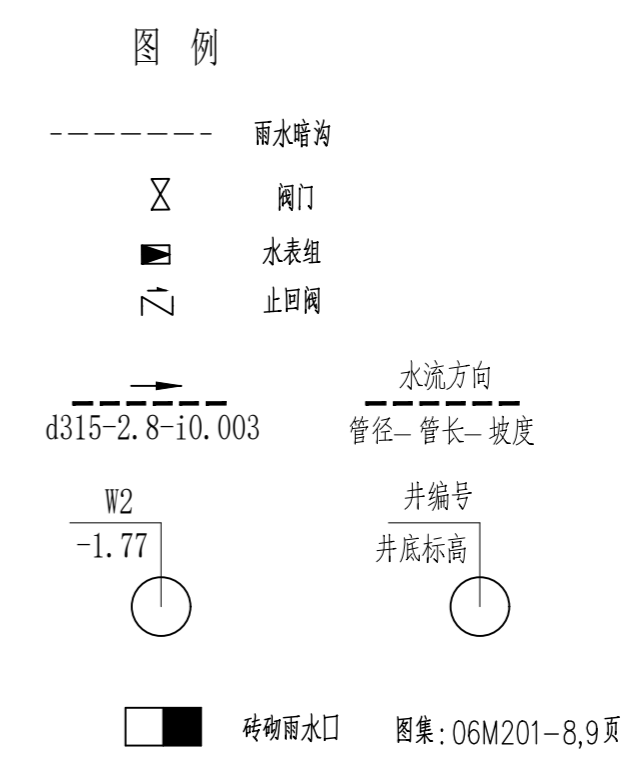 图 例
雨水暗沟
阀门
水表组
止回阀
水流方向
d315-2.8-i0.003
管径—管长—坡度
W2
井编号
-1.77
井底标高
砖砌雨水口 图集:06M201-8,9页